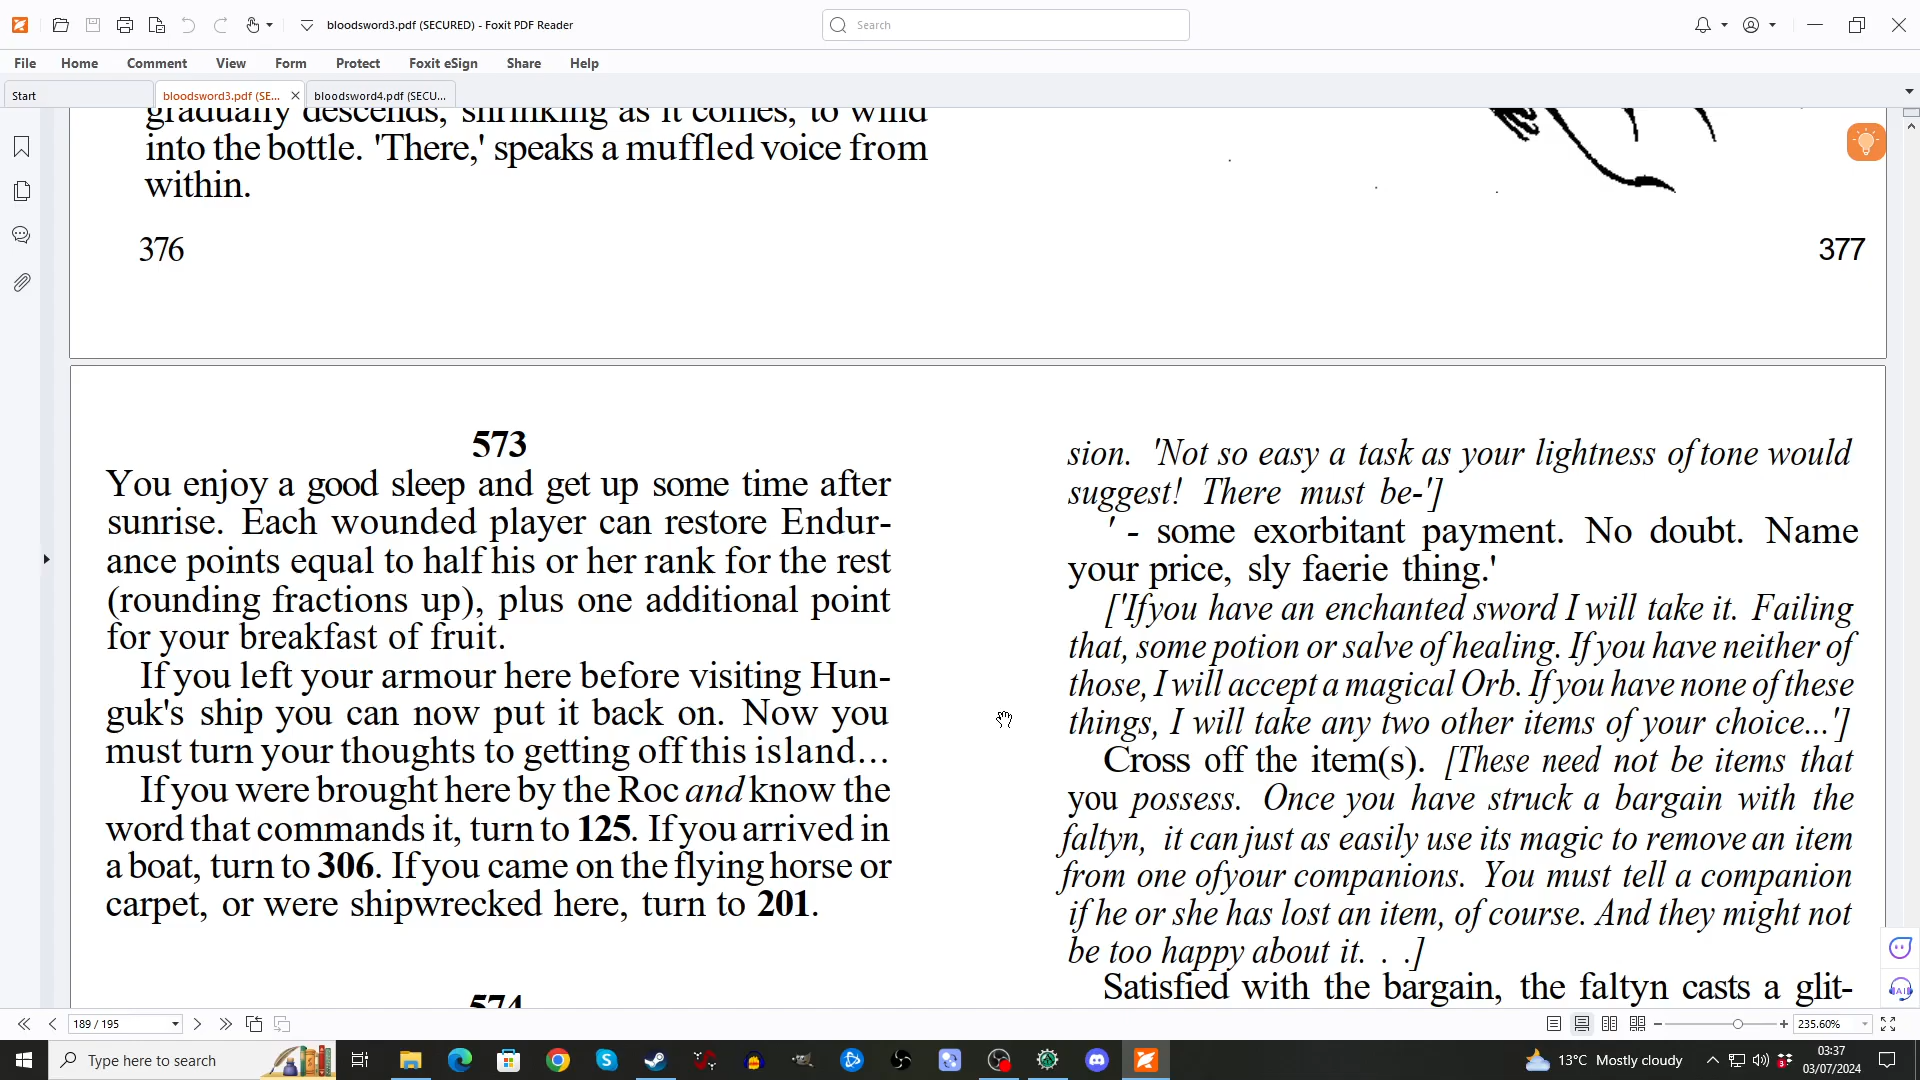 bloodsword3.pdf (SECURED) - Foxit PDF Reader
Search
File Home Comment View Form Protect Foxit eSign Share Help
Start
bloodsword3.pdf (SE...
bloodsword4.pdf (SECU...
gradually descends, shrinking as it comes, to wind
into the bottle. 'There,' speaks a muffled voice from
within.
376
377
573
You enjoy a good sleep and get up some time after
sunrise. Each wounded player can restore Endur-
ance points equal to half his or her rank for the rest
(rounding fractions up), plus one additional point
for your breakfast of fruit.
If you left your armour here before visiting Hun-
guk's ship you can now put it back on. Now you
must turn your thoughts to getting off this island...
If you were brought here by the Roc and know the
word that commands it, turn to 125. If you arrived in
a boat, turn to 306. If you came on the flying horse or
carpet, or were shipwrecked here, turn to 201.
574
sion. 'Not so easy a task as your lightness of tone would
suggest! There must be-']
' - some exorbitant payment. No doubt. Name
your price, sly faerie thing.'
['If you have an enchanted sword I will take it. Failing
that, some potion or salve of healing. If you have neither of
those, I will accept a magical Orb. If you have none of these
things, I will take any two other items of your choice...']
Cross off the item(s). [These need not be items that
you possess. Once you have struck a bargain with the
faltyn, it can just as easily use its magic to remove an item
from one of your companions. You must tell a companion
if he or she has lost an item, of course. And they might not
be too happy about it. . .]
Satisfied with the bargain, the faltyn casts a glit-
189 / 195
235.60%
Type here to search
13°C Mostly cloudy
03:37
03/07/2024